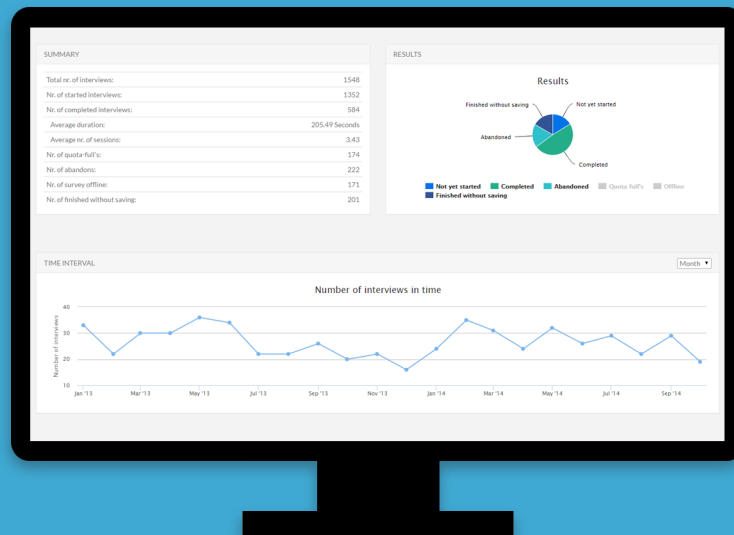 SUMMARY
Total nr. of interviews: 1548
Nr. of started interviews: 1352
Nr. of completed interviews: 584
Average duration: 205.49 Seconds
Average nr. of sessions: 3.43
Nr. of quota-full's: 174
Nr. of abandons: 222
Nr. of survey offline: 171
Nr. of finished without saving: 201
RESULTS
Results
Finished without saving
Not yet started
Abandoned
Completed
Not yet started Completed Abandoned Quota full's Offline
Finished without saving
TIME INTERVAL
Month
Number of interviews in time
Number of interviews
40
30
20
10
Jan '13 Mar '13 May '13 Jul '13 Sep '13 Nov '13 Jan '14 Mar '14 May '14 Jul '14 Sep '14